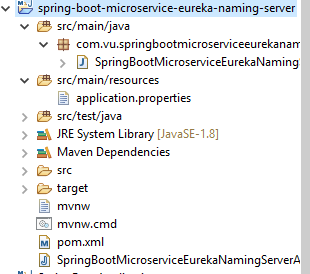 spring-boot-microservice-eureka-naming-server
src/main/java
com.vu.springbootmicroserviceeurekanam
SpringBootMicroserviceEurekaNaming
src/main/resources
application.properties
src/test/java
JRE System Library [JavaSE-1.8]
Maven Dependencies
src
target
mvnw
mvnw.cmd
pom.xml
SpringBootMicroserviceEurekaNamingServerA